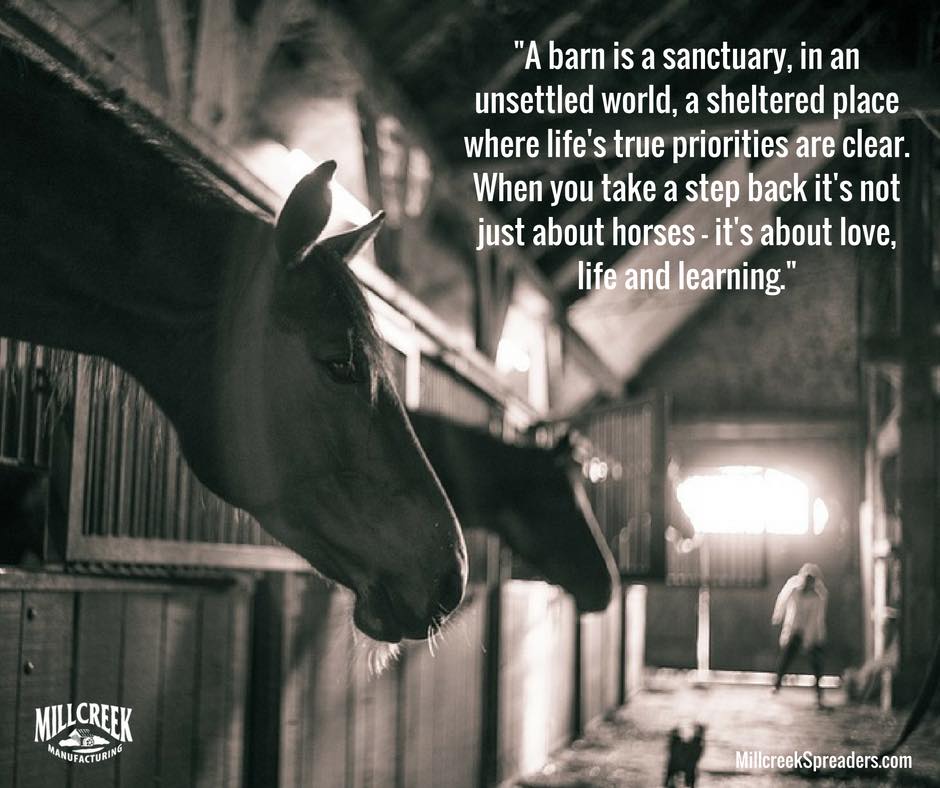 "A barn is a sanctuary, in an
unsettled world, a sheltered place
where life's true priorities are clear.
When you take a step back it's not
just about horses - it's about love,
life and learning."
MILLCREEK
MANUFACTURING
MillcreekSpreaders.com